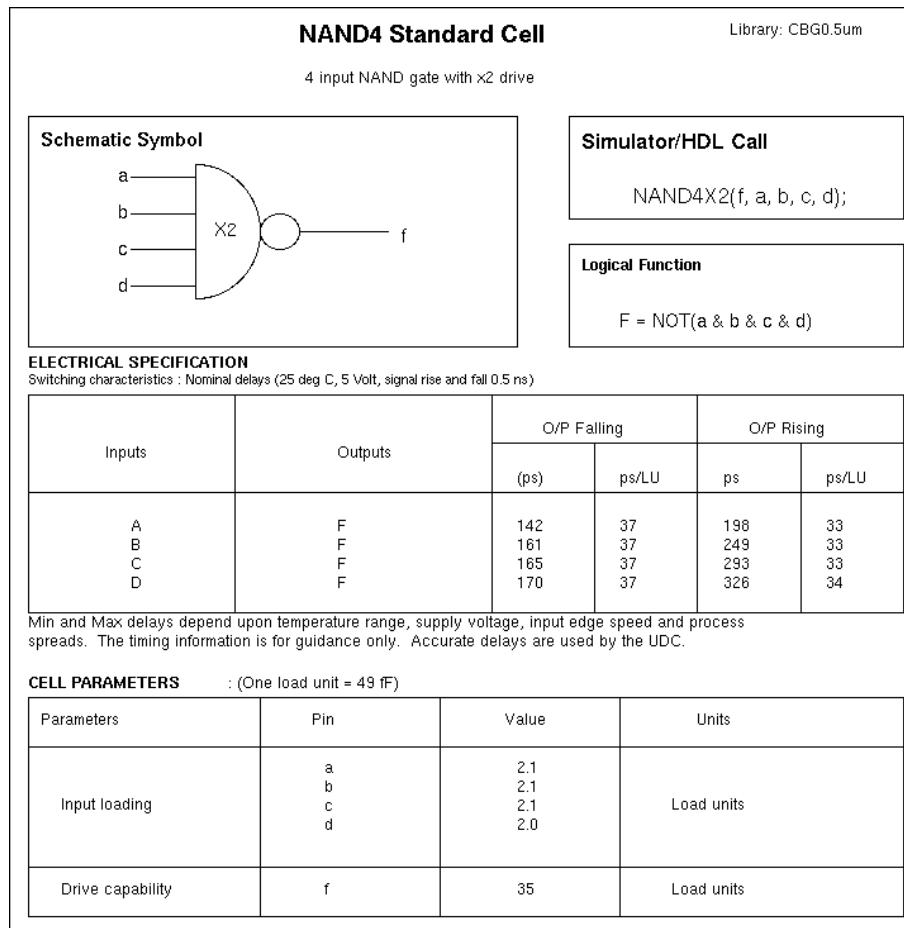 NAND4 Standard Cell
Library: CBG0.5um
4 input NAND gate with x2 drive
Schematic Symbol
a
b
c
d
X2
f
Simulator/HDL Call
NAND4X2(f, a, b, c, d);
Logical Function
F = NOT(a & b & c & d)
ELECTRICAL SPECIFICATION
Switching characteristics : Nominal delays (25 deg C, 5 Volt, signal rise and fall 0.5 ns)
Inputs Outputs O/P Falling O/P Rising
(ps) ps/LU ps ps/LU
A F 142 37 198 33
B F 161 37 249 33
C F 165 37 293 33
D F 170 37 326 34
Min and Max delays depend upon temperature range, supply voltage, input edge speed and process
spreads. The timing information is for guidance only. Accurate delays are used by the UDC.
CELL PARAMETERS : (One load unit = 49 fF)
Parameters Pin Value Units
Input loading
a 2.1
b 2.1
c 2.1
d 2.0
Load units
Drive capability f 35 Load units